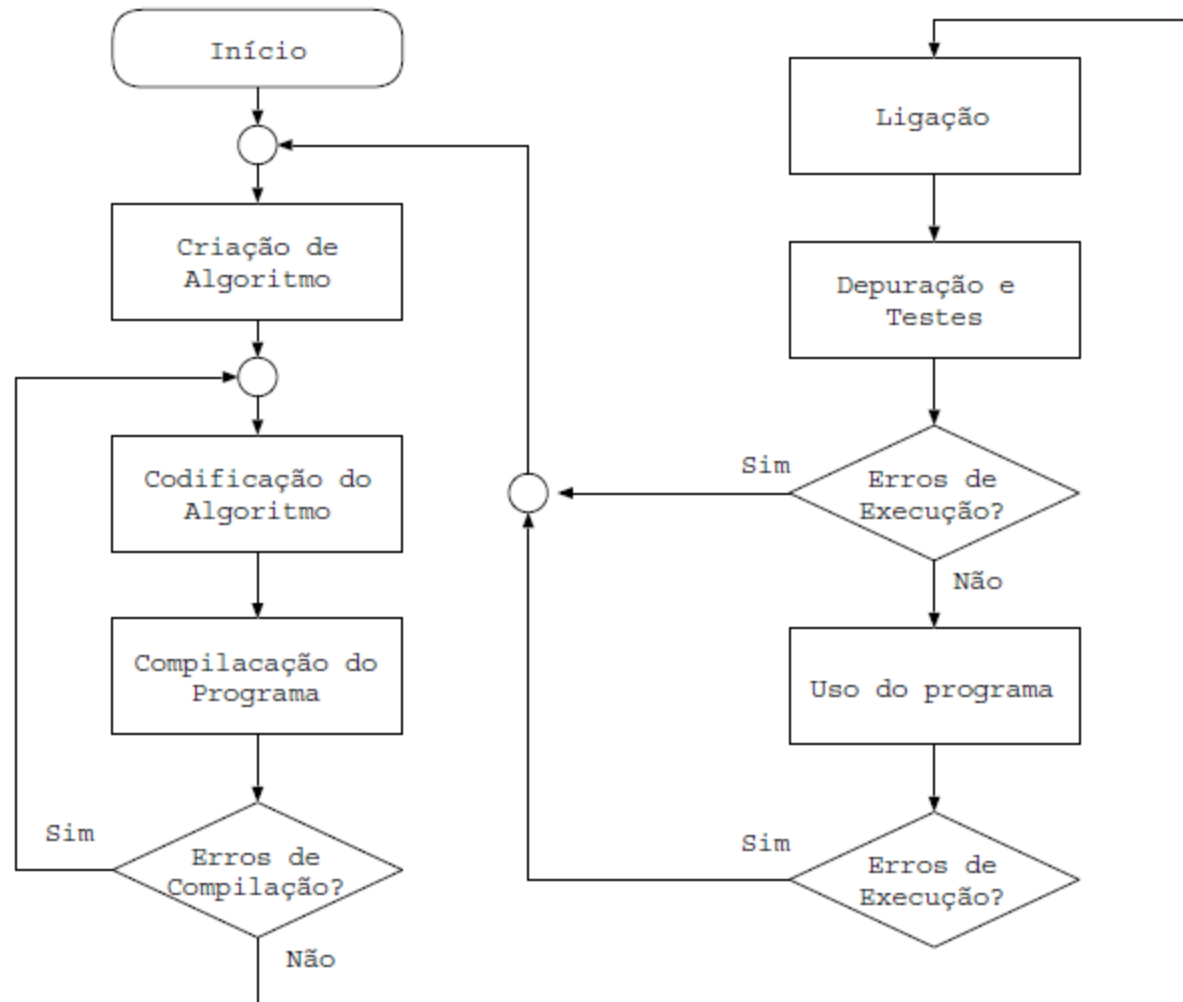 Início
Criação de
Algoritmo
Codificação do
Algoritmo
Compilacação do
Programa
Sim
Erros de
Compilação?
Não
Ligação
Depuração e
Testes
Sim
Erros de
Execução?
Não
Uso do programa
Sim
Erros de
Execução?